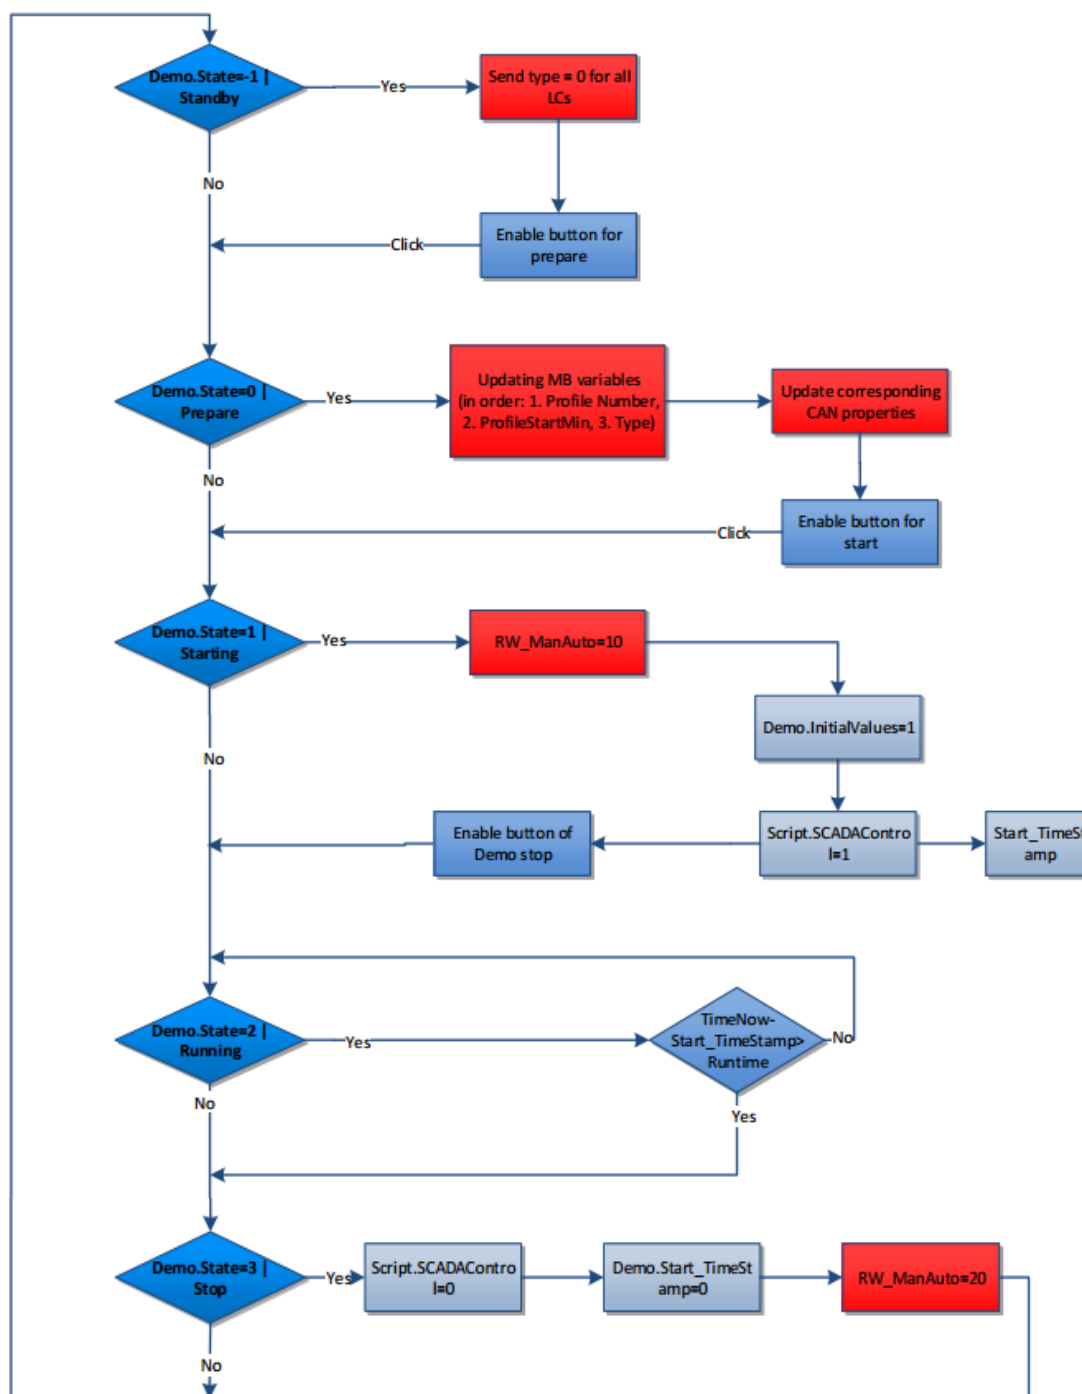 Demo.State=-1 |
Standby
Yes
Send type = 0 for all
LCs
No
Enable button for
prepare
Click
Demo.State=0 |
Prepare
Yes
Updating MB variables
(in order: 1. Profile Number,
2. ProfileStartMin, 3. Type)
Update corresponding
CAN properties
No
Enable button for
start
Click
Demo.State=1 |
Starting
Yes
RW_ManAuto=10
Demo.InitialValues=1
No
Enable button of
Demo stop
Script.SCADAContro
l=1
Start_TimeSt
amp
Demo.State=2 |
Running
Yes
TimeNow-
Start_TimeStamp>
Runtime
No
No
Yes
Demo.State=3 |
Stop
Yes
Script.SCADAContro
l=0
Demo.Start_TimeSt
amp=0
RW_ManAuto=20
No